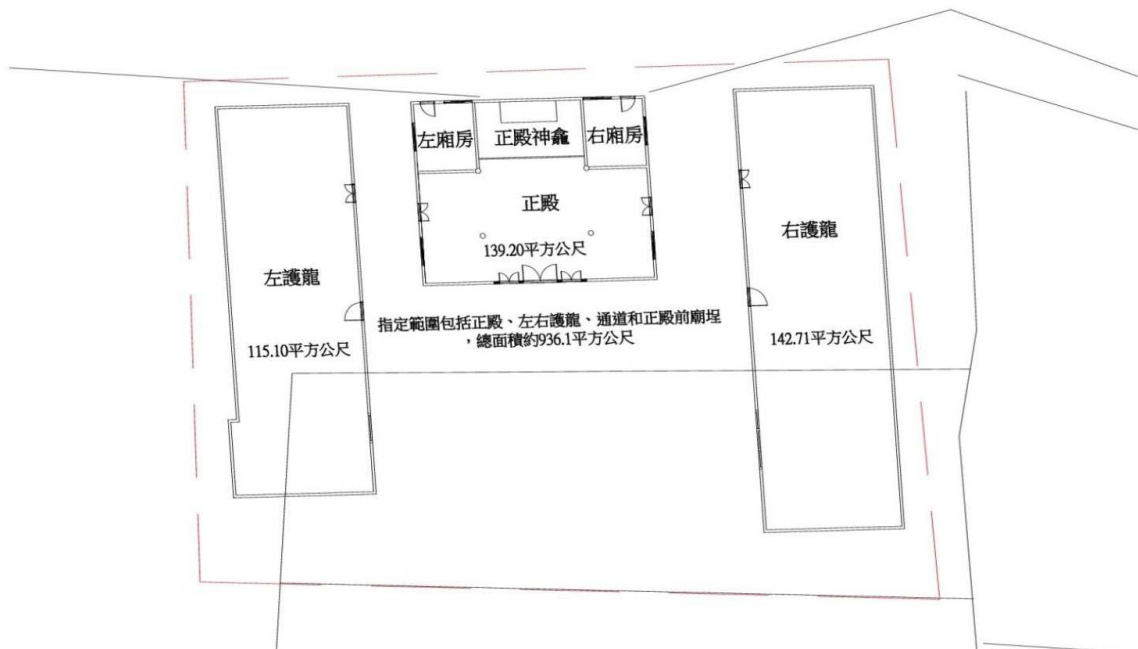 左廂房
正殿神龕
右廂房
正殿
139.20平方公尺
左護龍
115.10平方公尺
右護龍
142.71平方公尺
指定範圍包括正殿、左右護龍、通道和正殿前廟埕
，總面積約936.1平方公尺